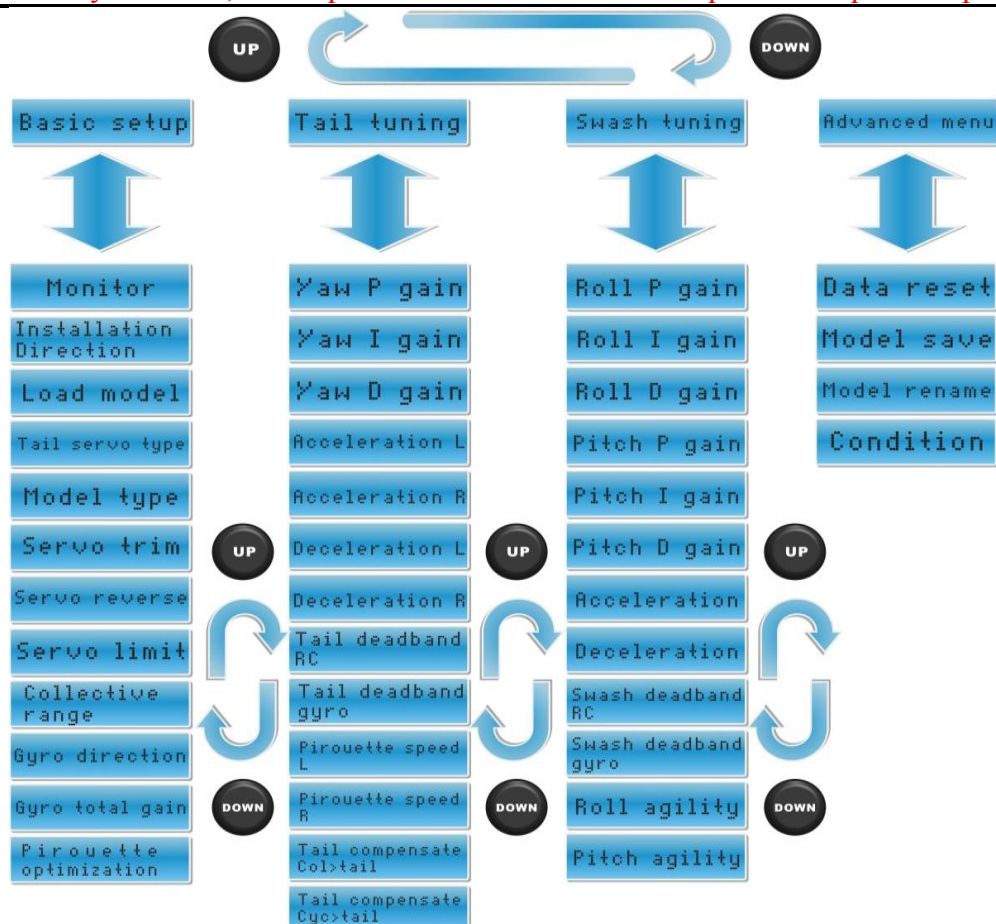 UP
DOWN
Basic setup
Tail tuning
Swash tuning
Advanced menu
Monitor
Installation
Direction
Load model
Tail servo type
Model type
Servo trim
Servo reverse
Servo limit
Collective
range
Gyro direction
Gyro total gain
Pirouette
optimization
UP
DOWN
Yaw P gain
Yaw I gain
Yaw D gain
Acceleration L
Acceleration R
Deceleration L
Deceleration R
Tail deadband
RC
Tail deadband
gyro
Pirouette speed
L
Pirouette speed
R
Tail compensate
Col>tail
Tail compensate
Cyc>tail
UP
DOWN
Roll P gain
Roll I gain
Roll D gain
Pitch P gain
Pitch I gain
Pitch D gain
Acceleration
Deceleration
Swash deadband
RC
Swash deadband
gyro
Roll agility
Pitch agility
UP
DOWN
Data reset
Model save
Model rename
Condition